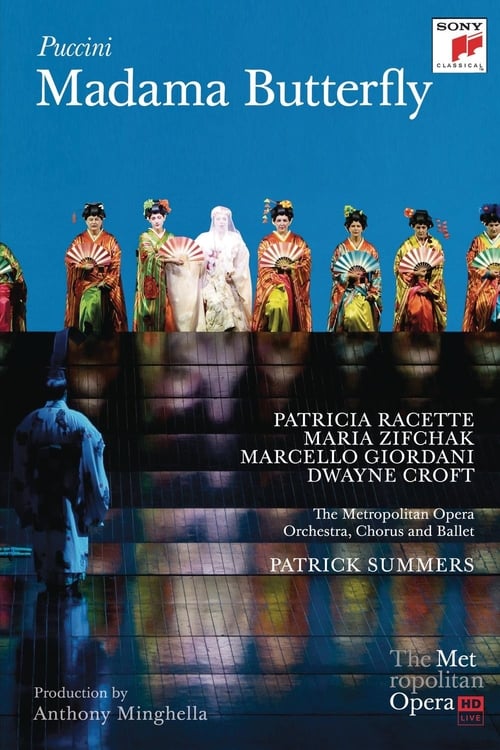 SONY
CLASSICAL
Puccini
Madama Butterfly
PATRICIA RACETTE
MARIA ZIFCHAK
MARCELLO GIORDANI
DWAYNE CROFT
The Metropolitan Opera
Orchestra, Chorus and Ballet
PATRICK SUMMERS
The Met
ropolitan
Opera HD
LIVE
Production by
Anthony Minghella